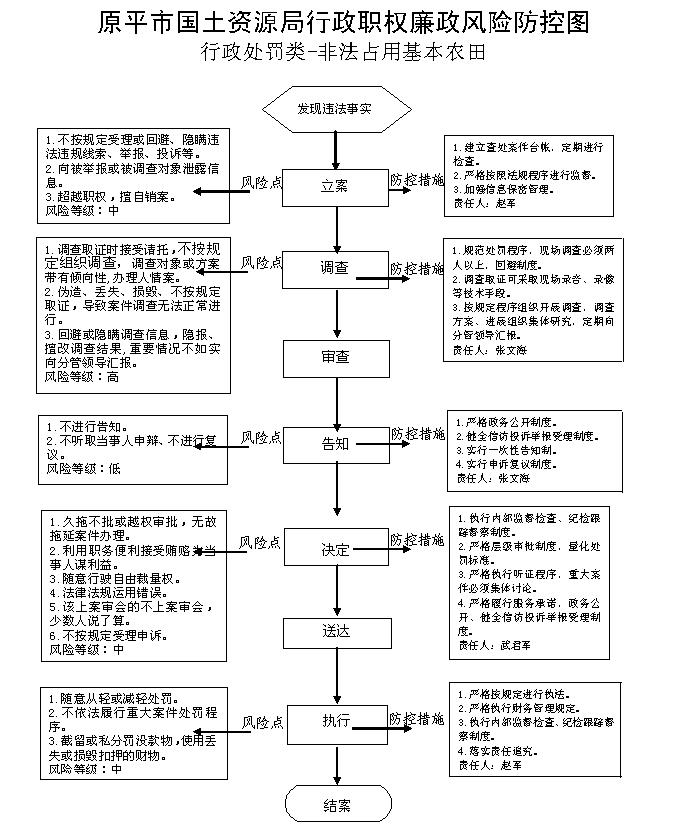 原平市国土资源局行政职权廉政风险防控图
行政处罚类-非法占用基本农田
发现违法事实
1. 不按规定受理或回避、隐瞒违
法违规线索、举报、投诉等。
2. 向被举报或被调查对象泄露信
息。
3. 超越职权，擅自销案。
风险等级：中
风险点
立案
防控措施
1. 建立查处案件台帐，定期进行
检查。
2. 严格按照法规程序进行监督。
3. 加强信息保密管理。
责任人：赵军
1. 调查取证时接受请托，不按规
定组织调查，调查对象或方案
带有倾向性，办理人情案。
2. 伪造、丢失、损毁、不按规定
取证，导致案件调查无法正常进
行。
3. 回避或隐瞒调查信息，隐报、
擅改调查结果，重要情况不如实
向分管领导汇报。
风险等级：高
风险点
调查
防控措施
1. 规范处罚程序，现场调查必须两
人以上，回避制度。
2. 调查取证可采取现场录音、录像
等技术手段。
3. 按规定程序组织开展调查，调查
方案、进展组织集体研究，定期向
分管领导汇报。
责任人：张文海
审查
1. 不进行告知。
2. 不听取当事人申辩、不进行复
议。
风险等级：低
风险点
告知
防控措施
1. 严格政务公开制度。
2. 健全信访投诉举报受理制度。
3. 实行一次性告知制。
4. 实行申诉复议制度。
责任人：张文海
1. 久拖不批或越权审批，无故
拖延案件办理。
2. 利用职务便利接受贿赂为当
事人谋利益。
3. 随意行驶自由裁量权。
4. 法律法规运用错误。
5. 该上案审会的不上案审会，
少数人说了算。
6. 不按规定受理申诉。
风险等级：中
风险点
决定
防控措施
1. 执行内部监督检查、纪检跟
踪督察制度。
2. 严格层级审批制度，量化处
罚标准。
3. 严格执行听证程序，重大案
件必须集体讨论。
4. 严格履行服务承诺，政务公
开、健全信访投诉举报受理制
度。
责任人：武君军
送达
1. 随意从轻或减轻处罚。
2. 不依法履行重大案件处罚程
序。
3. 截留或私分罚没款物，使用丢
失或损毁扣押的财物。
风险等级：中
风险点
执行
防控措施
1. 严格按规定进行执法。
2. 严格执行财务管理规定。
3. 执行内部监督检查、纪检跟踪督
察制度。
4. 落实责任追究。
责任人：赵军
结案